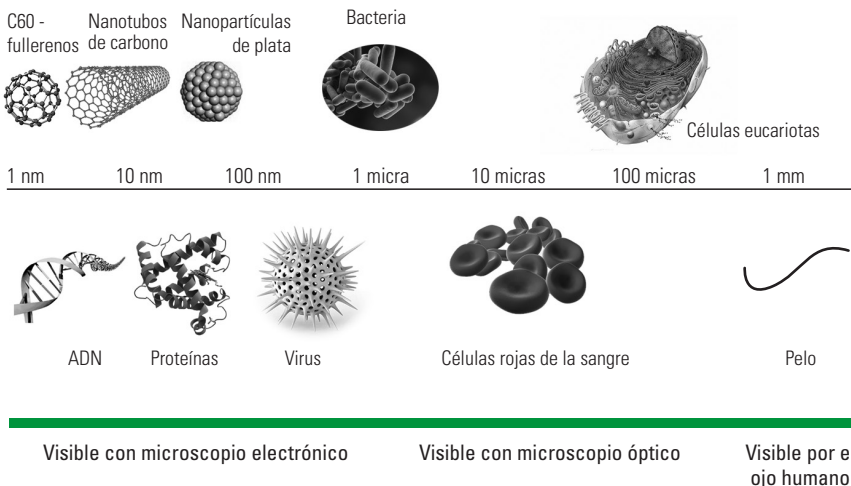 C60 -
fullerenos
Nanotubos
de carbono
Nanopartículas
de plata
Bacteria
Células eucariotas
1 nm 10 nm 100 nm 1 micra 10 micras 100 micras 1 mm
ADN Proteínas Virus Células rojas de la sangre Pelo
Visible con microscopio electrónico Visible con microscopio óptico Visible por e
ojo humano